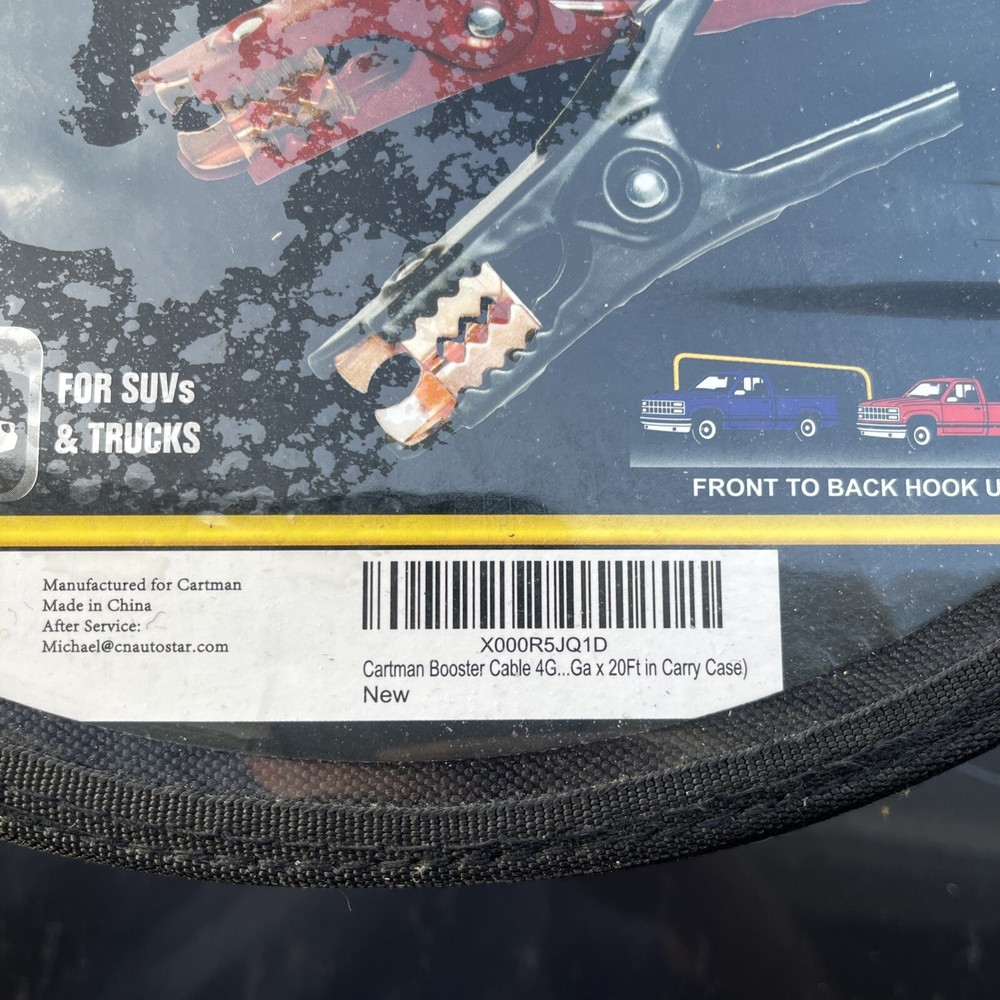 FOR SUVs
& TRUCKS
FRONT TO BACK HOOK U
Manufactured for Cartman
Made in China
After Service:
Michael@cnautostar.com
X000R5JQ1D
Cartman Booster Cable 4G...Ga x 20Ft in Carry Case)
New